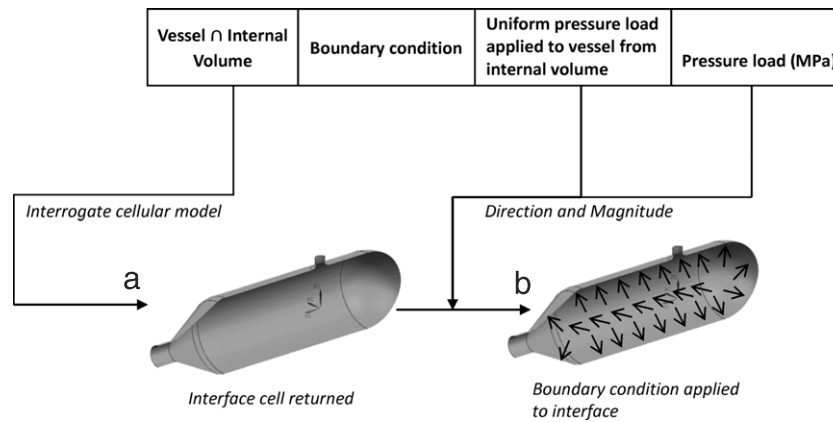 Vessel ∩ Internal
Volume
Boundary condition
Uniform pressure load
applied to vessel from
internal volume
Pressure load (MPa)
Interrogate cellular model
Direction and Magnitude
a
b
Interface cell returned
Boundary condition applied
to interface